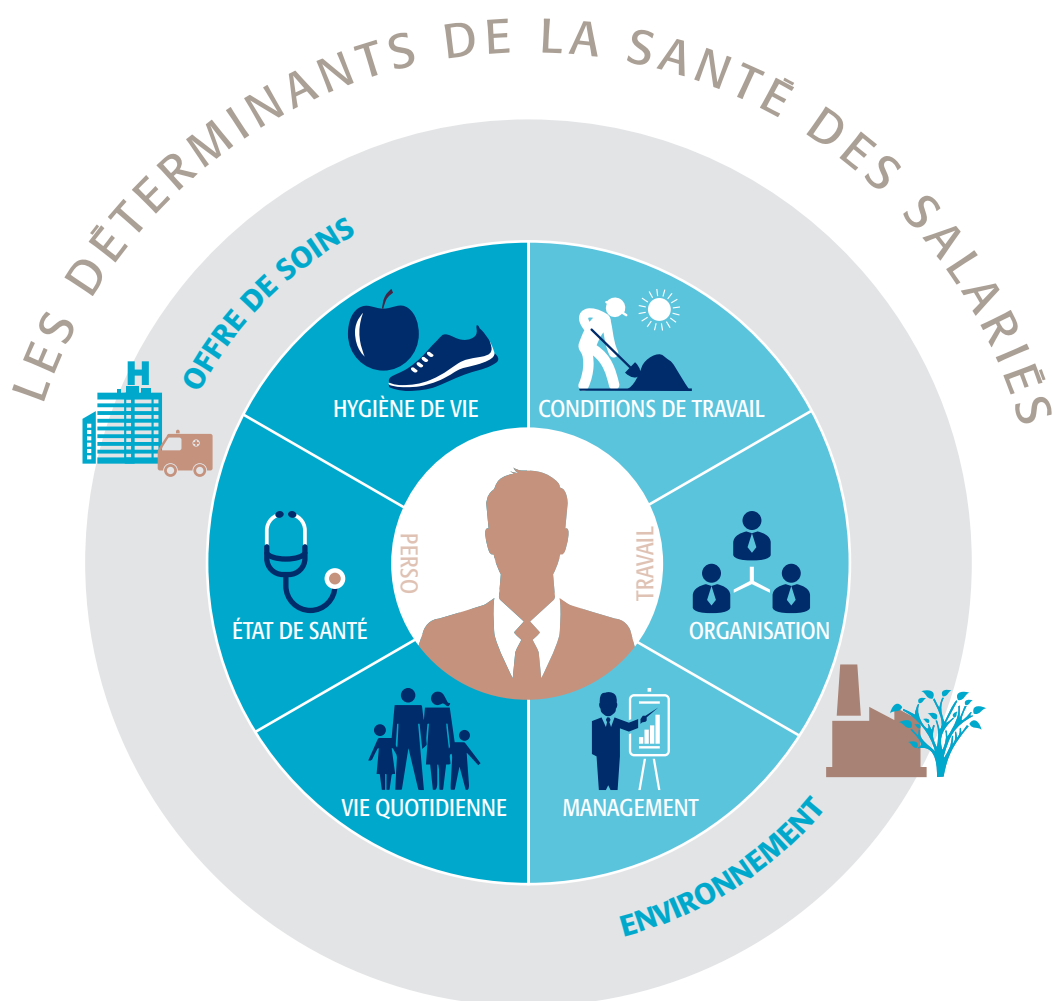 LES DÉTERMINANTS DE LA SANTÉ DES SALARIÉS
OFFRE DE SOINS
HYGIÈNE DE VIE
CONDITIONS DE TRAVAIL
H
PERSO
TRAVAIL
ÉTAT DE SANTÉ
ORGANISATION
VIE QUOTIDIENNE
MANAGEMENT
ENVIRONNEMENT